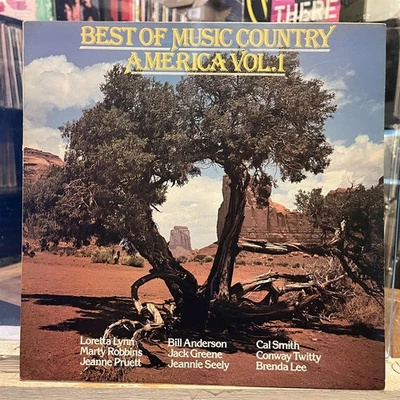 THERE
BEST OF MUSIC COUNTRY
AMERICA VOL.1
Loretta Lynn
Marty Robbins
Jeanne Pruett
Bill Anderson
Jack Greene
Jeannie Seely
Cal Smith
Conway Twitty
Brenda Lee